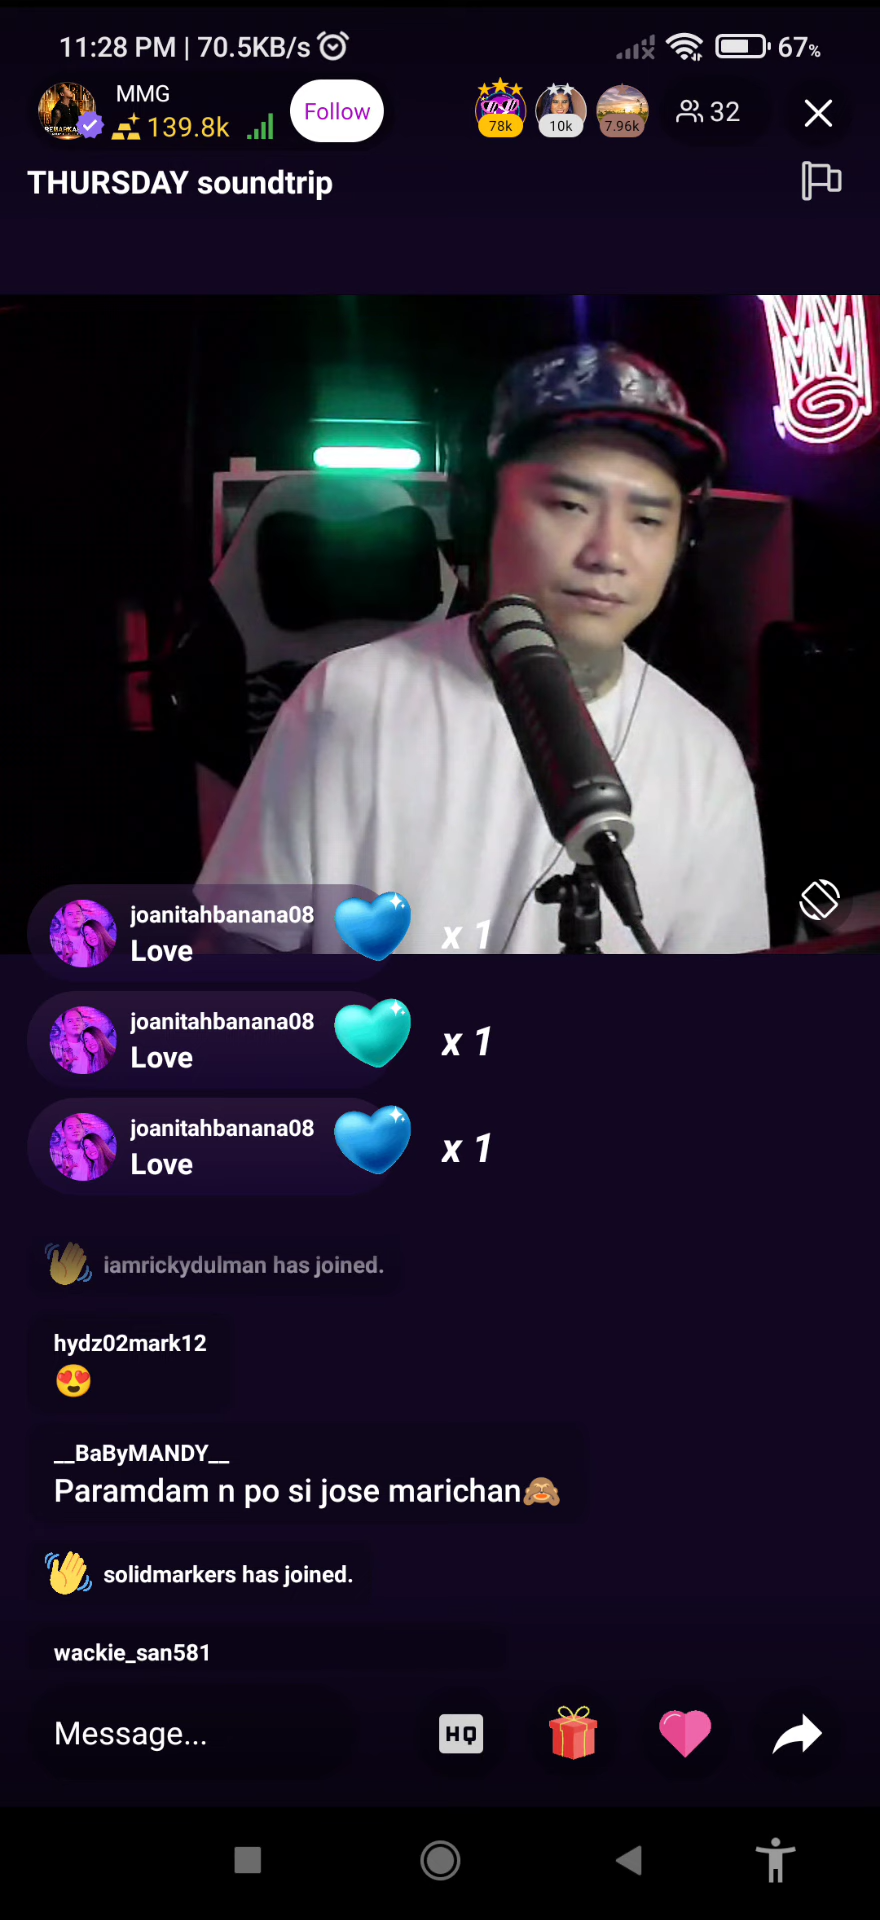 11:28 PM | 70.5KB/s
67%
MMG
139.8k
Follow
78k
10k
7.96k
32
THURSDAY soundtrip
MMG
joanitahbanana08
Love
x 1
joanitahbanana08
Love
x 1
joanitahbanana08
Love
x 1
iamrickydulman has joined.
hydz02mark12
__BaByMANDY__
Paramdam n po si jose marichan
solidmarkers has joined.
wackie_san581
Message...
HQ